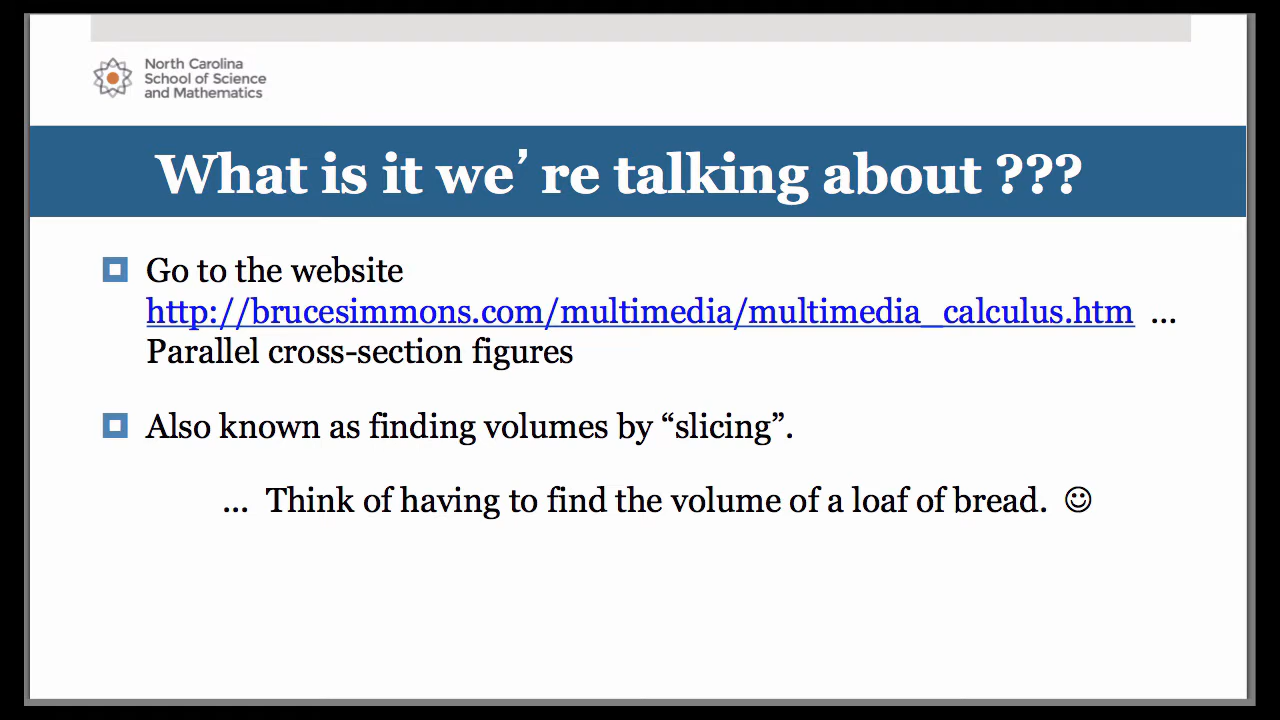 North Carolina
School of Science
and Mathematics
What is it we’ re talking about ???
Go to the website
http://brucesimmons.com/multimedia/multimedia_calculus.htm ...
Parallel cross-section figures
Also known as finding volumes by “slicing”.
... Think of having to find the volume of a loaf of bread. ☺